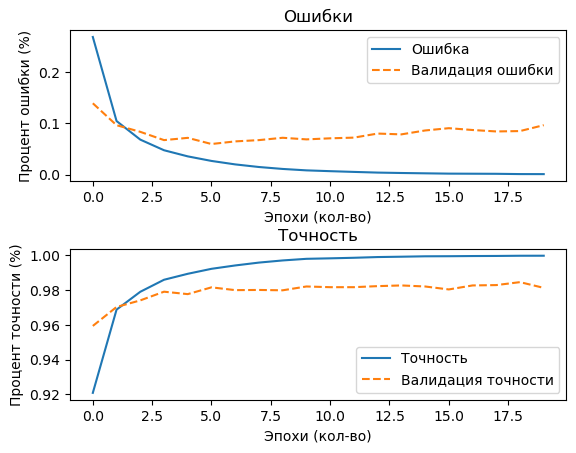 Ошибки
Процент ошибки (%)
0.2
0.1
0.0
Ошибка
Валидация ошибки
0.0 2.5 5.0 7.5 10.0 12.5 15.0 17.5
Эпохи (кол-во)
Точность
Процент точности (%)
1.00
0.98
0.96
0.94
0.92
Точность
Валидация точности
0.0 2.5 5.0 7.5 10.0 12.5 15.0 17.5
Эпохи (кол-во)